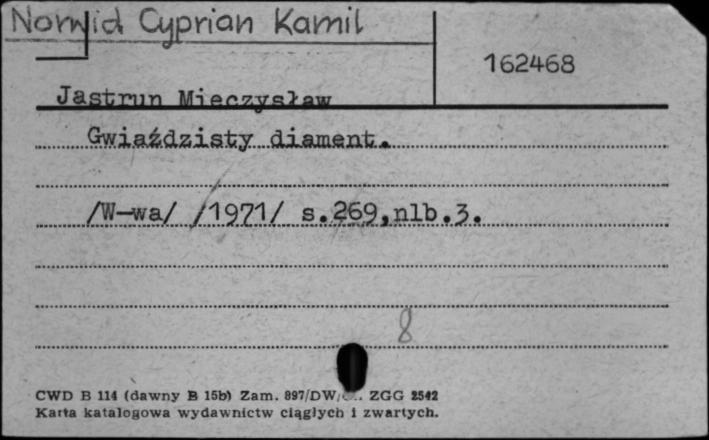 Norwid Cyprian Kamil
162468
Jastrun Mieczysław
Gwiaździsty diament.
/W-wa/ /1971/ s.269,nlb.3.
8
CWD B 114 (dawny B 15b) Zam. 897/DW/ ZGG 2542
Karta katalogowa wydawnictw ciągłych i zwartych.